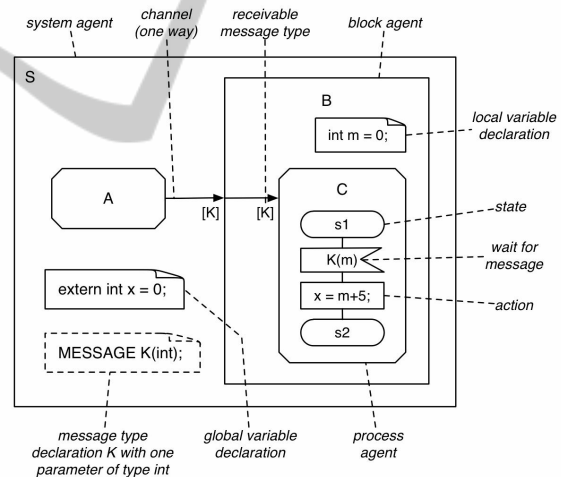 system agent
channel
(one way)
receivable
message type
block agent
S
B
int m = 0;
local variable
declaration
A
[K]
[K]
C
s1
state
K(m)
wait for
message
x = m+5;
action
s2
extern int x = 0;
MESSAGE K(int);
message type
declaration K with one
parameter of type int
global variable
declaration
process
agent